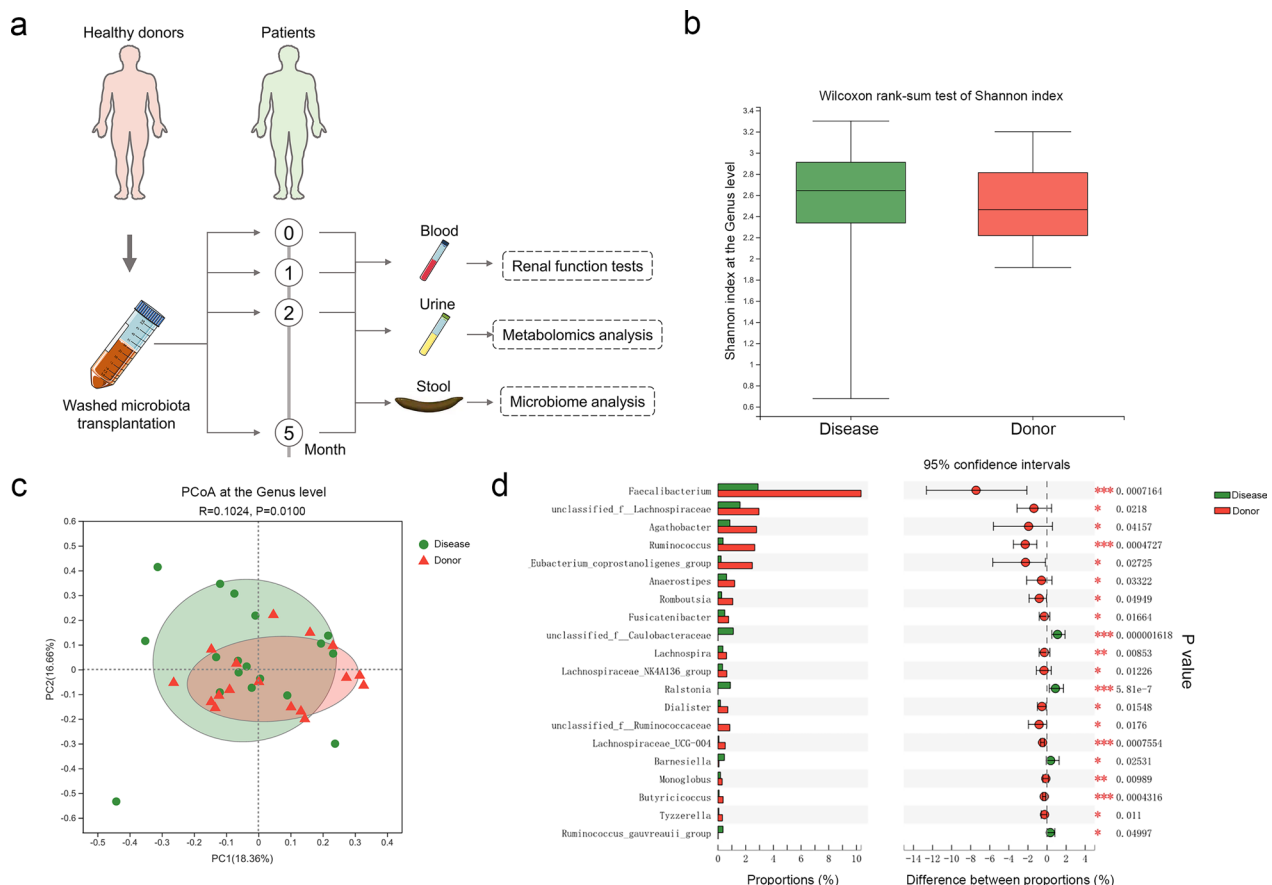 a
Healthy donors
Patients
0
1
2
5
Month
Washed microbiota
transplantation
Blood
Renal function tests
Urine
Metabolomics analysis
Stool
Microbiome analysis
b
Wilcoxon rank-sum test of Shannon index
Shannon index at the Genus level
3.4
3.2
3
2.8
2.6
2.4
2.2
2
1.8
1.6
1.4
1.2
1
0.8
0.6
Disease
Donor
c
PCoA at the Genus level
R=0.1024, P=0.0100
PC2(16.66%)
0.6
0.5
0.4
0.3
0.2
0.1
0
-0.1
-0.2
-0.3
-0.4
-0.5
-0.6
-0.5 -0.4 -0.3 -0.2 -0.1 0 0.1 0.2 0.3 0.4
PC1(18.36%)
Disease
Donor
d
95% confidence intervals
Faecalibacterium *** 0.0007164
unclassified_f__Lachnospiraceae * 0.0218
Agathobacter * 0.04157
Ruminococcus *** 0.0004727
Eubacterium_coprostanoligenes_group * 0.02725
Anaerostipes * 0.03322
Romboutsia * 0.04949
Fusicatenibacter * 0.01664
unclassified_f__Caulobacteraceae *** 0.000001618
Lachnospira ** 0.00853
Lachnospiraceae_NK4A136_group * 0.01226
Ralstonia *** 5.81e-7
Dialister * 0.01548
unclassified_f__Ruminococcaceae * 0.0176
Lachnospiraceae_UCG-004 *** 0.0007554
Barnesiella * 0.02531
Monoglobus ** 0.00989
Butyricicoccus *** 0.0004316
Tyzzerella * 0.011
Ruminococcus_gauvreauii_group * 0.04997
0 2 4 6 8 10
Proportions (%)
-14 -12 -10 -8 -6 -4 -2 0 2 4
Difference between proportions (%)
P value
Disease
Donor